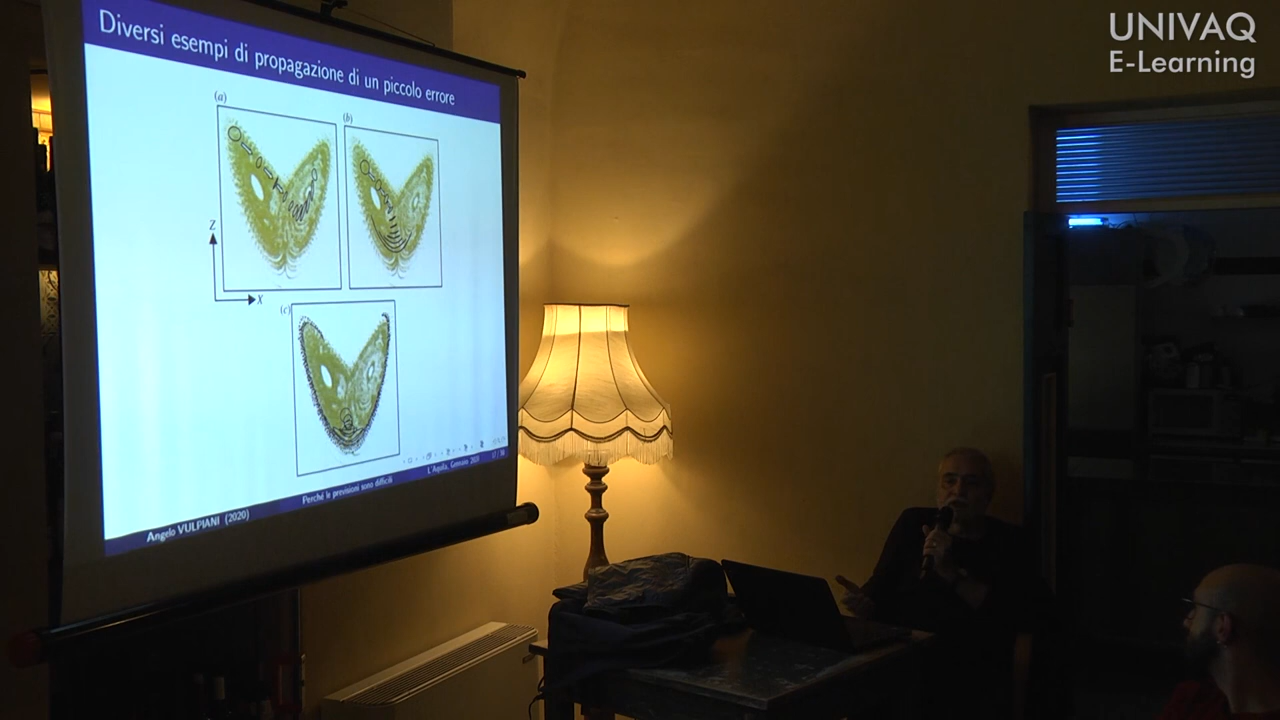 UNIVAQ
E-Learning
Diversi esempi di propagazione di un piccolo errore
(a)
(b)
Z
X
(c)
L'Aquila, Gennaio 2020
Perché le previsioni sono difficili
Angelo VULPIANI (2020)